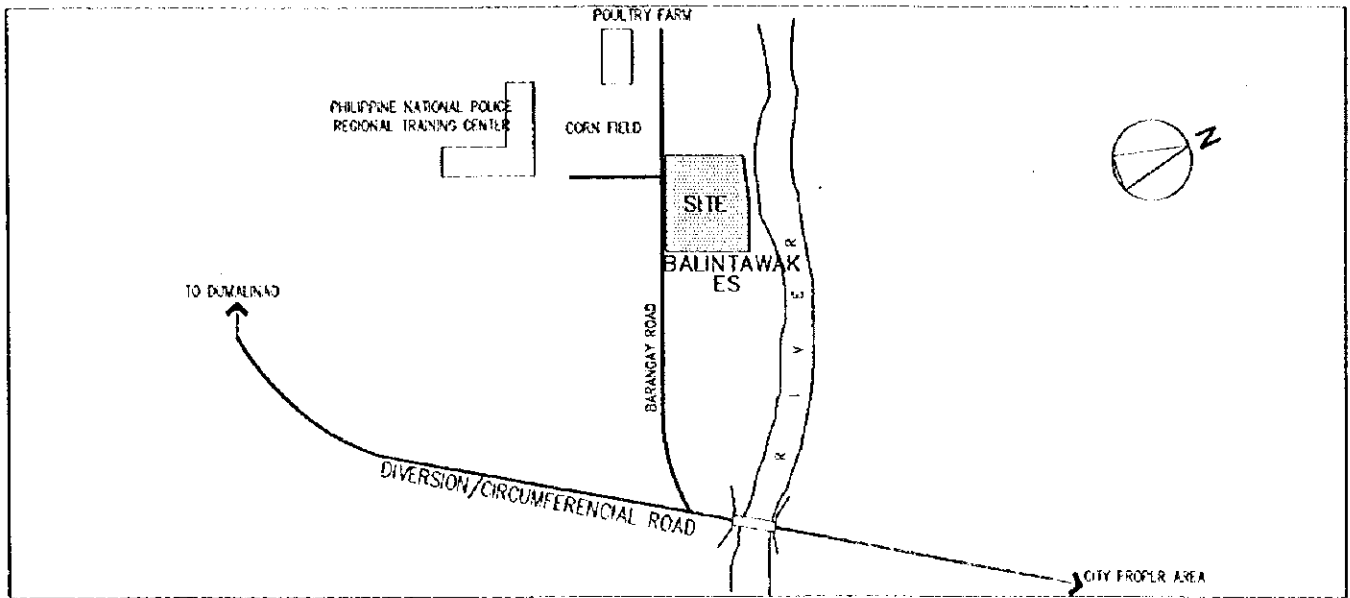 POULTRY FARM
PHILIPPINE NATIONAL POLICE
REGIONAL TRAINING CENTER
CORN FIELD
N
SITE
BALINTAWAK
ES
RIVER
TO DUMALINAO
BARANGAY ROAD
DIVERSION/CIRCUMFERENCIAL ROAD
CITY PROPER AREA